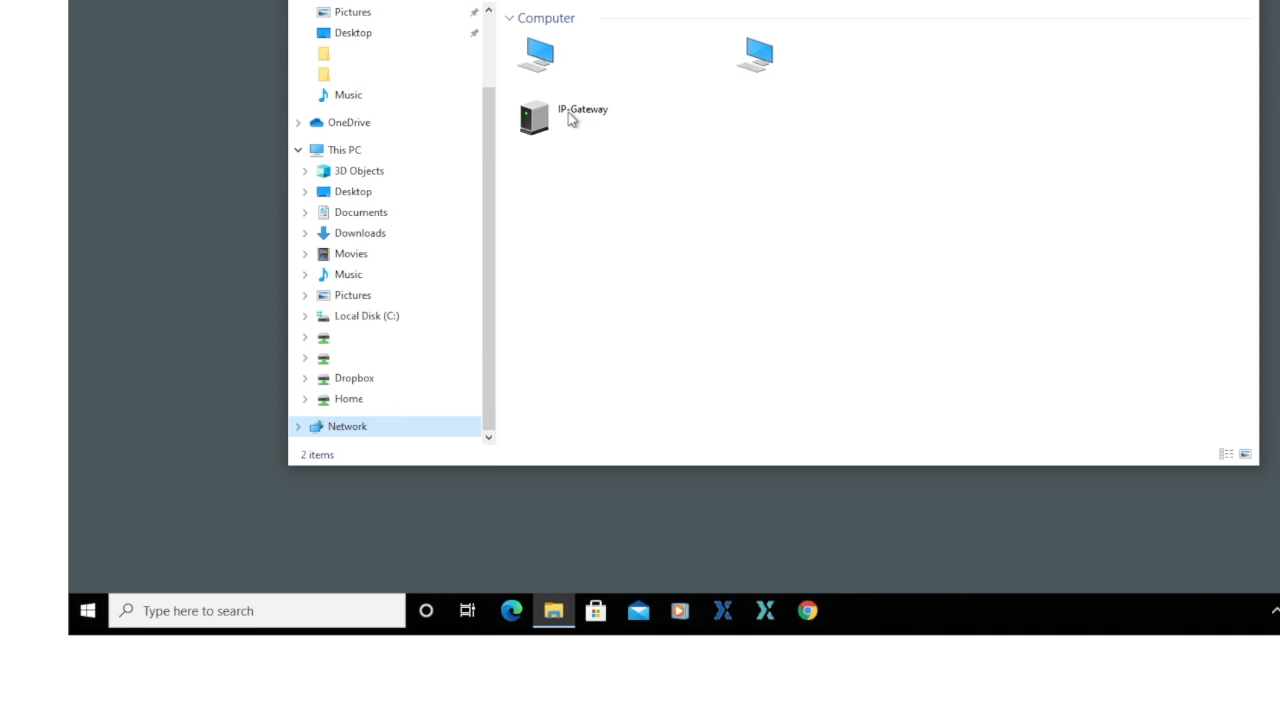 Pictures
Desktop
Music
OneDrive
This PC
3D Objects
Desktop
Documents
Downloads
Movies
Music
Pictures
Local Disk (C:)
Dropbox
Home
Network
2 items
Computer
IP-Gateway
Type here to search